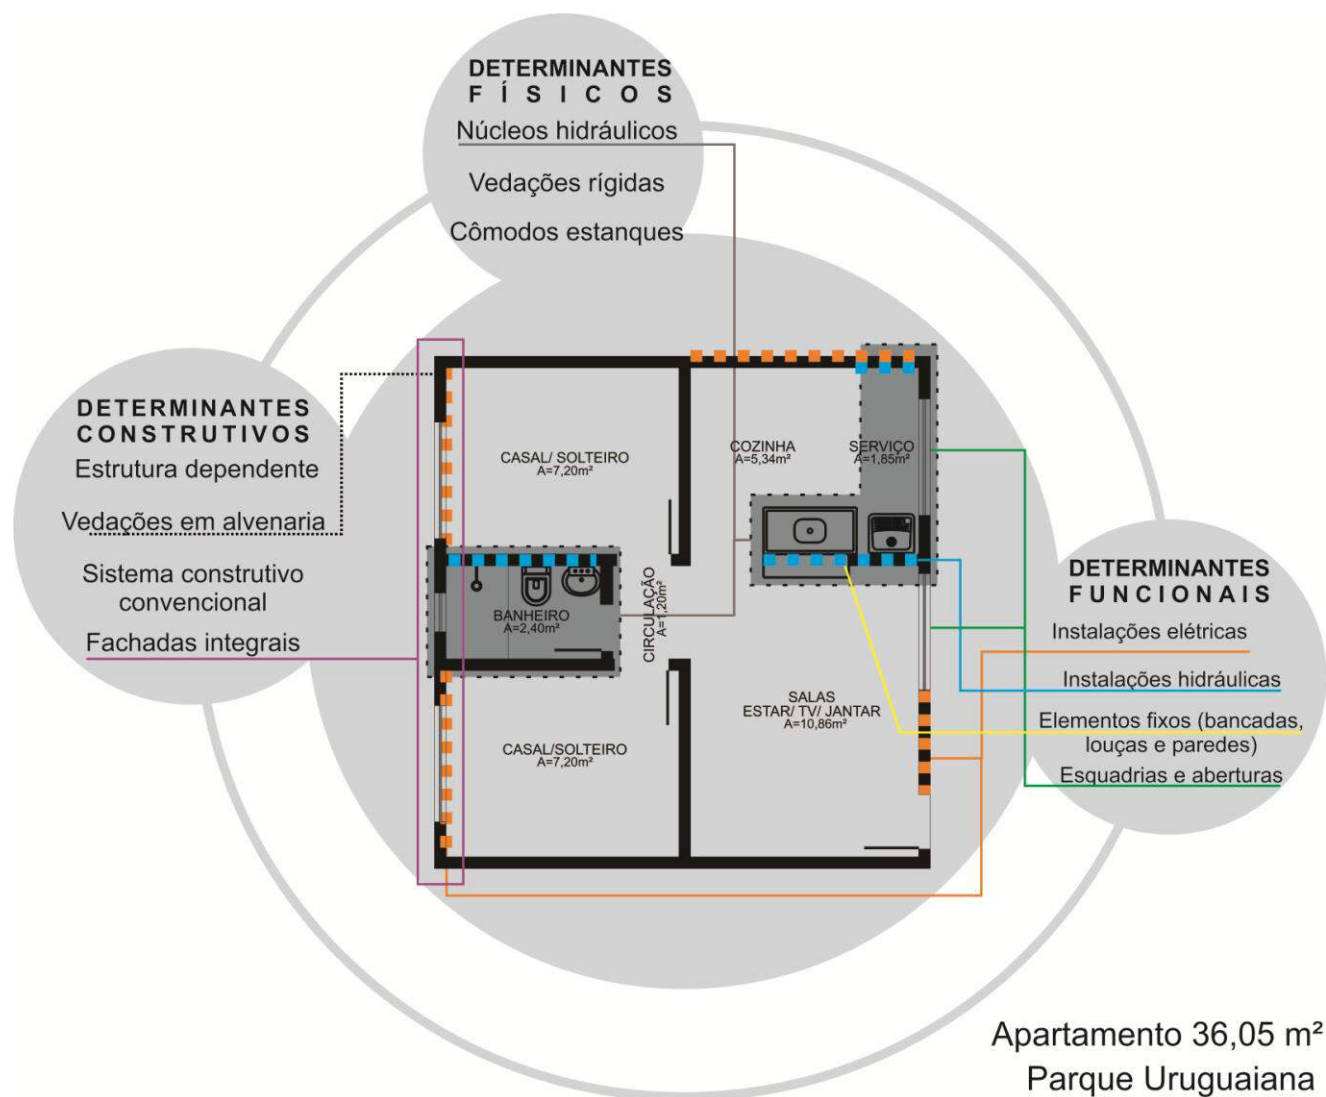 DETERMINANTES
FÍSICOS
Núcleos hidráulicos
Vedações rígidas
Cômodos estanques
DETERMINANTES
CONSTRUTIVOS
Estrutura dependente
Vedações em alvenaria
Sistema construtivo
convencional
Fachadas integrais
CASAL/ SOLTEIRO
A=7,20m²
COZINHA
A=5,34m²
SERVIÇO
A=1,85m²
BANHEIRO
A=2,40m²
CIRCULAÇÃO
A=1,20m²
SALAS
ESTAR/ TV/ JANTAR
A=10,86m²
CASAL/SOLTEIRO
A=7,20m²
DETERMINANTES
FUNCIONAIS
Instalações elétricas
Instalações hidráulicas
Elementos fixos (bancadas,
louças e paredes)
Esquadrias e aberturas
Apartamento 36,05 m²
Parque Uruguaiana